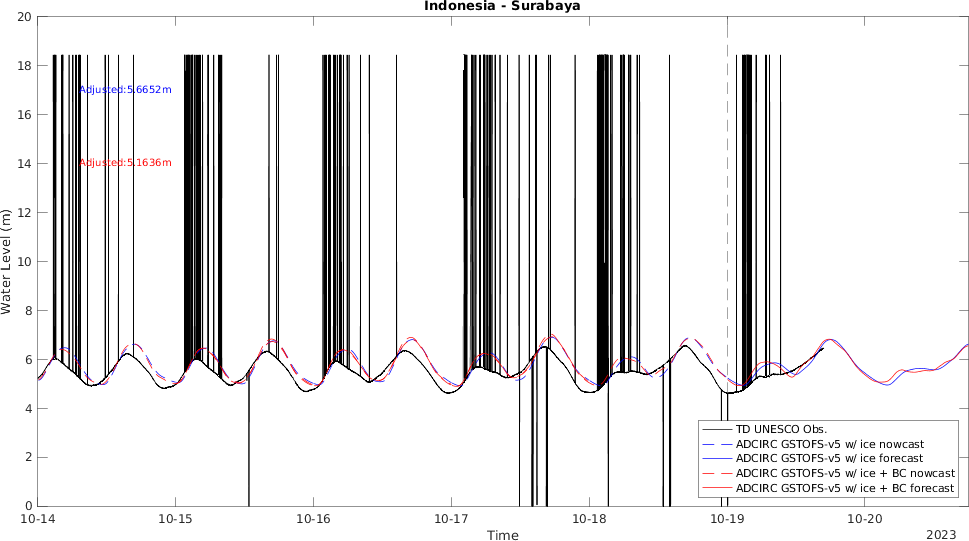 Indonesia - Surabaya
20
18
16
14
12
10
8
6
4
2
0
Water Level (m)
Adjusted:5.6652m
Adjusted:5.1636m
TD UNESCO Obs.
ADCIRC GSTOFS-v5 w/ ice nowcast
ADCIRC GSTOFS-v5 w/ ice forecast
ADCIRC GSTOFS-v5 w/ ice + BC nowcast
ADCIRC GSTOFS-v5 w/ ice + BC forecast
10-14 10-15 10-16 10-17 10-18 10-19 10-20
Time
2023